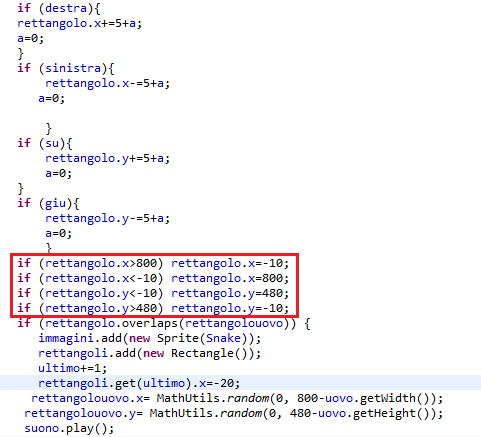 if (destra){
rettangolo.x+=5+a;
a=0;
}
if (sinistra){
rettangolo.x-=5+a;
a=0;
}
if (su){
rettangolo.y+=5+a;
a=0;
}
if (giu){
rettangolo.y-=5+a;
a=0;
}
if (rettangolo.x>800) rettangolo.x=-10;
if (rettangolo.x<-10) rettangolo.x=800;
if (rettangolo.y<-10) rettangolo.y=480;
if (rettangolo.y>480) rettangolo.y=-10;
if (rettangolo.overlaps(rettangolouovo)) {
immagini.add(new Sprite(Snake));
rettangoli.add(new Rectangle());
ultimo+=1;
rettangoli.get(ultimo).x=-20;
rettangolouovo.x= MathUtils.random(0, 800-uovo.getWidth());
rettangolouovo.y= MathUtils.random(0, 480-uovo.getHeight());
suono.play();